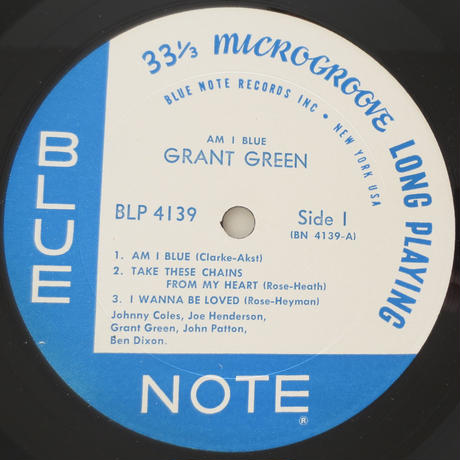 33⅓ MICROGROOVE LONG PLAYING
BLUE NOTE RECORDS INC • NEW YORK USA
AM I BLUE
GRANT GREEN
BLP 4139
Side 1
(BN 4139-A)
1. AM I BLUE (Clarke-Akst)
2. TAKE THESE CHAINS
FROM MY HEART (Rose-Heath)
3. I WANNA BE LOVED (Rose-Heyman)
Johnny Coles, Joe Henderson,
Grant Green, John Patton,
Ben Dixon.
BLUE
NOTE®